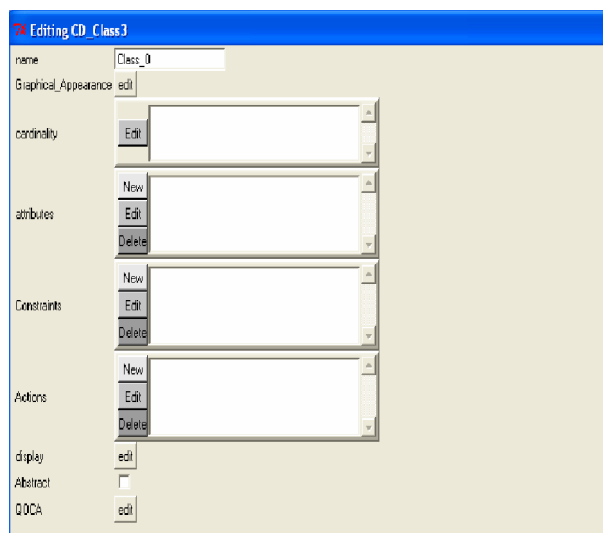 Editing CD_Class3
name Class_0
Graphical_Appearance edit
cardinality Edit
New
attributes Edit
Delete
New
Constraints Edit
Delete
New
Actions Edit
Delete
display edit
Abstract
QOCA edit